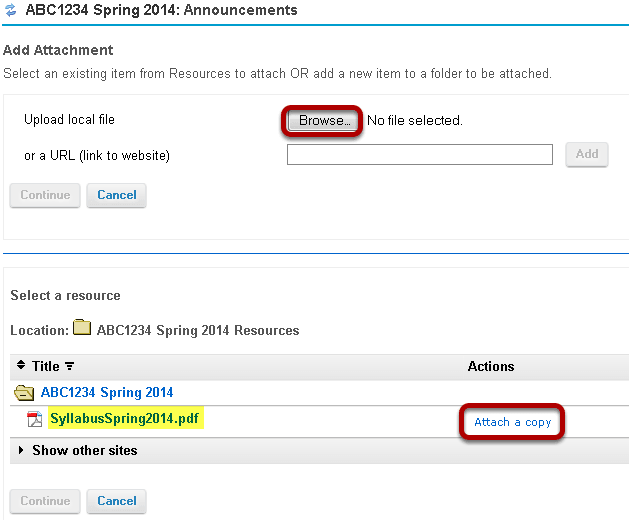 ABC1234 Spring 2014: Announcements
Add Attachment
Select an existing item from Resources to attach OR add a new item to a folder to be attached.
Upload local file Browse... No file selected.
or a URL (link to website) Add
Continue Cancel
Select a resource
Location: ABC1234 Spring 2014 Resources
Title Actions
ABC1234 Spring 2014
SyllabusSpring2014.pdf Attach a copy
Show other sites
Continue Cancel